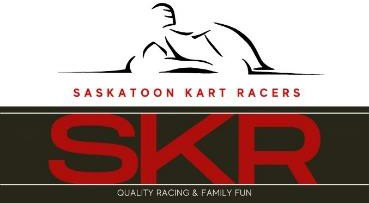 SASKATOON KART RACERS
SKR
QUALITY RACING & FAMILY FUN